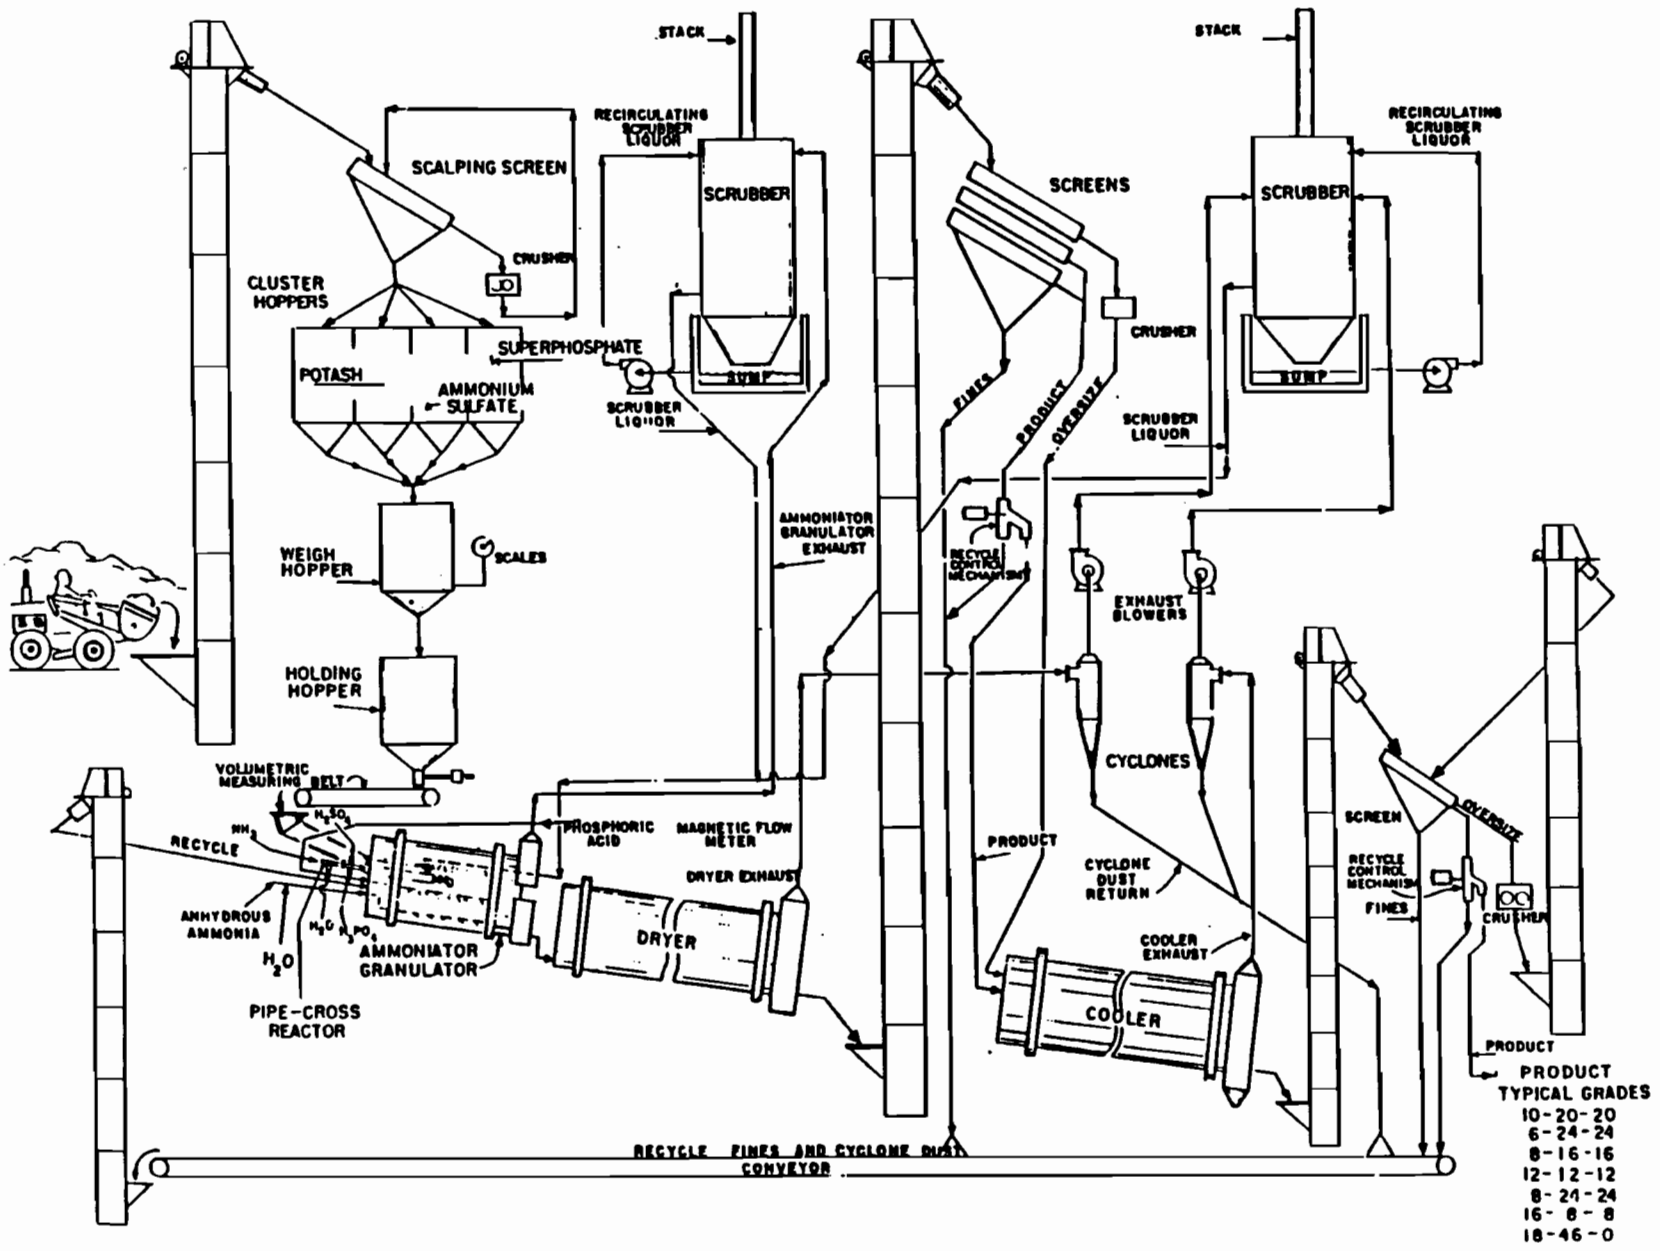 STACK
RECIRCULATING
SCRUBBER
LIQUOR
SCALPING SCREEN
SCRUBBER
CRUSHER
CLUSTER
HOPPERS
SUPERPHOSPHATE
POTASH
AMMONIUM
SULFATE
SUMP
SCRUBBER
LIQUOR
WEIGH
HOPPER
SCALES
AMMONIATOR
GRANULATOR
EXHAUST
HOLDING
HOPPER
VOLUMETRIC
MEASURING BELT
H2SO4
NH3
RECYCLE
PHOSPHORIC
ACID
MAGNETIC FLOW
METER
DRYER EXHAUST
ANHYDROUS
AMMONIA
H2O
H2O
H3PO4
AMMONIATOR
GRANULATOR
DRYER
PIPE-CROSS
REACTOR
STACK
RECIRCULATING
SCRUBBER
LIQUOR
SCREENS
SCRUBBER
CRUSHER
SUMP
FINES
PRODUCT
OVERSIZE
SCRUBBER
LIQUOR
RECYCLE
CONTROL
MECHANISM
EXHAUST
BLOWERS
CYCLONES
PRODUCT
CYCLONE
DUST
RETURN
COOLER
EXHAUST
COOLER
SCREEN
OVERSIZE
RECYCLE
CONTROL
MECHANISM
FINES
CRUSHER
PRODUCT
RECYCLE FINES AND CYCLONE DUST
CONVEYOR
PRODUCT
TYPICAL GRADES
10-20-20
6-24-24
8-16-16
12-12-12
8-24-24
16-8-8
18-46-0